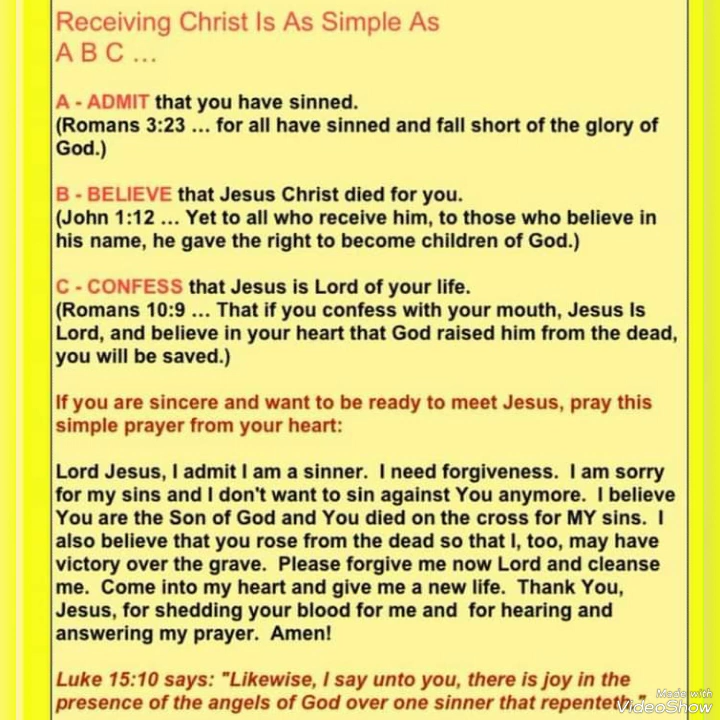 Receiving Christ Is As Simple As
A B C ...
A - ADMIT that you have sinned.
(Romans 3:23 ... for all have sinned and fall short of the glory of
God.)
B - BELIEVE that Jesus Christ died for you.
(John 1:12 ... Yet to all who receive him, to those who believe in
his name, he gave the right to become children of God.)
C - CONFESS that Jesus is Lord of your life.
(Romans 10:9 ... That if you confess with your mouth, Jesus Is
Lord, and believe in your heart that God raised him from the dead,
you will be saved.)
If you are sincere and want to be ready to meet Jesus, pray this
simple prayer from your heart:
Lord Jesus, I admit I am a sinner.  I need forgiveness.  I am sorry
for my sins and I don't want to sin against You anymore.  I believe
You are the Son of God and You died on the cross for MY sins.  I
also believe that you rose from the dead so that I, too, may have
victory over the grave.  Please forgive me now Lord and cleanse
me.  Come into my heart and give me a new life.  Thank You,
Jesus, for shedding your blood for me and  for hearing and
answering my prayer.  Amen!
Luke 15:10 says: "Likewise, I say unto you, there is joy in the
presence of the angels of God over one sinner that repenteth."
Made with
VideoShow